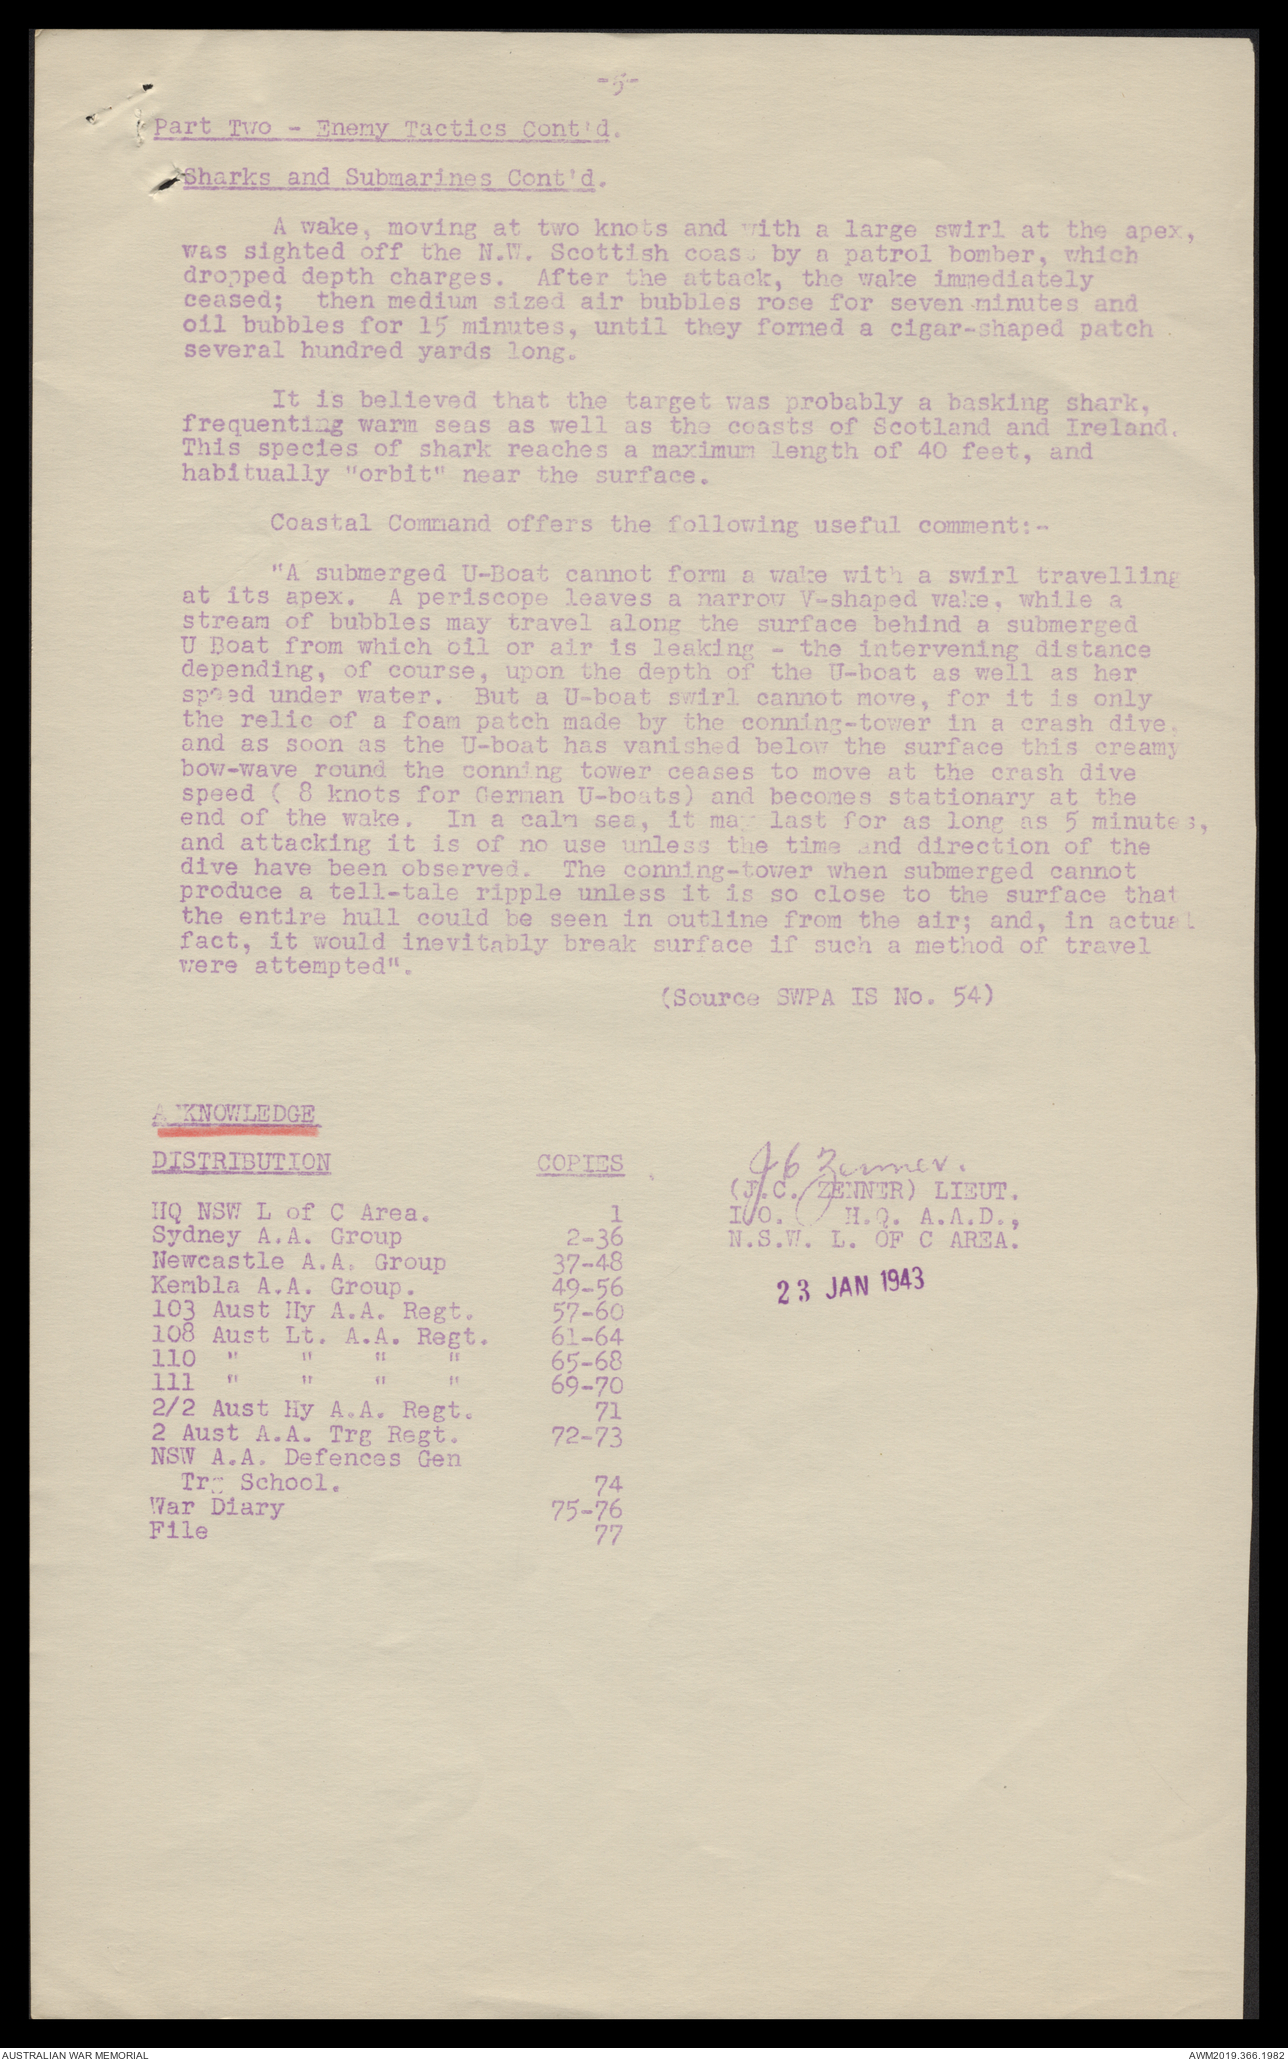 -5-
Part Two - Enemy Tactics Cont'd.
Sharks and Submarines Cont'd.
A wake, moving at two knots and with a large swirl at the apex,
was sighted off the N.W. Scottish coast by a patrol bomber, which
dropped depth charges. After the attack, the wake immediately
ceased; then medium sized air bubbles rose for seven minutes and
oil bubbles for 15 minutes, until they formed a cigar-shaped patch
several hundred yards long.
It is believed that the target was probably a basking shark,
frequenting warm seas as well as the coasts of Scotland and Ireland.
This species of shark reaches a maximum length of 40 feet, and
habitually "orbit" near the surface.
Coastal Command offers the following useful comment:-
"A submerged U-Boat cannot form a wake with a swirl travelling
at its apex. A periscope leaves a narrow V-shaped wake, while a
stream of bubbles may travel along the surface behind a submerged
U Boat from which oil or air is leaking - the intervening distance
depending, of course, upon the depth of the U-boat as well as her
speed under water. But a U-boat swirl cannot move, for it is only
the relic of a foam patch made by the conning-tower in a crash dive.
and as soon as the U-boat has vanished below the surface this creamy
bow-wave round the conning tower ceases to move at the crash dive
speed ( 8 knots for German U-boats) and becomes stationary at the
end of the wake. In a calm sea, it may last for as long as 5 minutes,
and attacking it is of no use unless the time and direction of the
dive have been observed. The conning-tower when submerged cannot
produce a tell-tale ripple unless it is so close to the surface that
the entire hull could be seen in outline from the air; and, in actual
fact, it would inevitably break surface if such a method of travel
were attempted".
(Source SWPA IS No. 54)
ACKNOWLEDGE
DISTRIBUTION COPIES
HQ NSW L of C Area. 1
Sydney A.A. Group 2-36
Newcastle A.A. Group 37-48
Kembla A.A. Group. 49-56
103 Aust Hy A.A. Regt. 57-60
108 Aust Lt. A.A. Regt. 61-64
110 " " " " 65-68
111 " " " " 69-70
2/2 Aust Hy A.A. Regt. 71
2 Aust A.A. Trg Regt. 72-73
NSW A.A. Defences Gen
Trg School. 74
War Diary 75-76
File 77
J C Zenner.
(J.C. ZENNER) LIEUT.
I.O. H.Q. A.A.D.,
N.S.W. L. OF C AREA.
23 JAN 1943
AUSTRALIAN WAR MEMORIAL AWM2019.366.1982